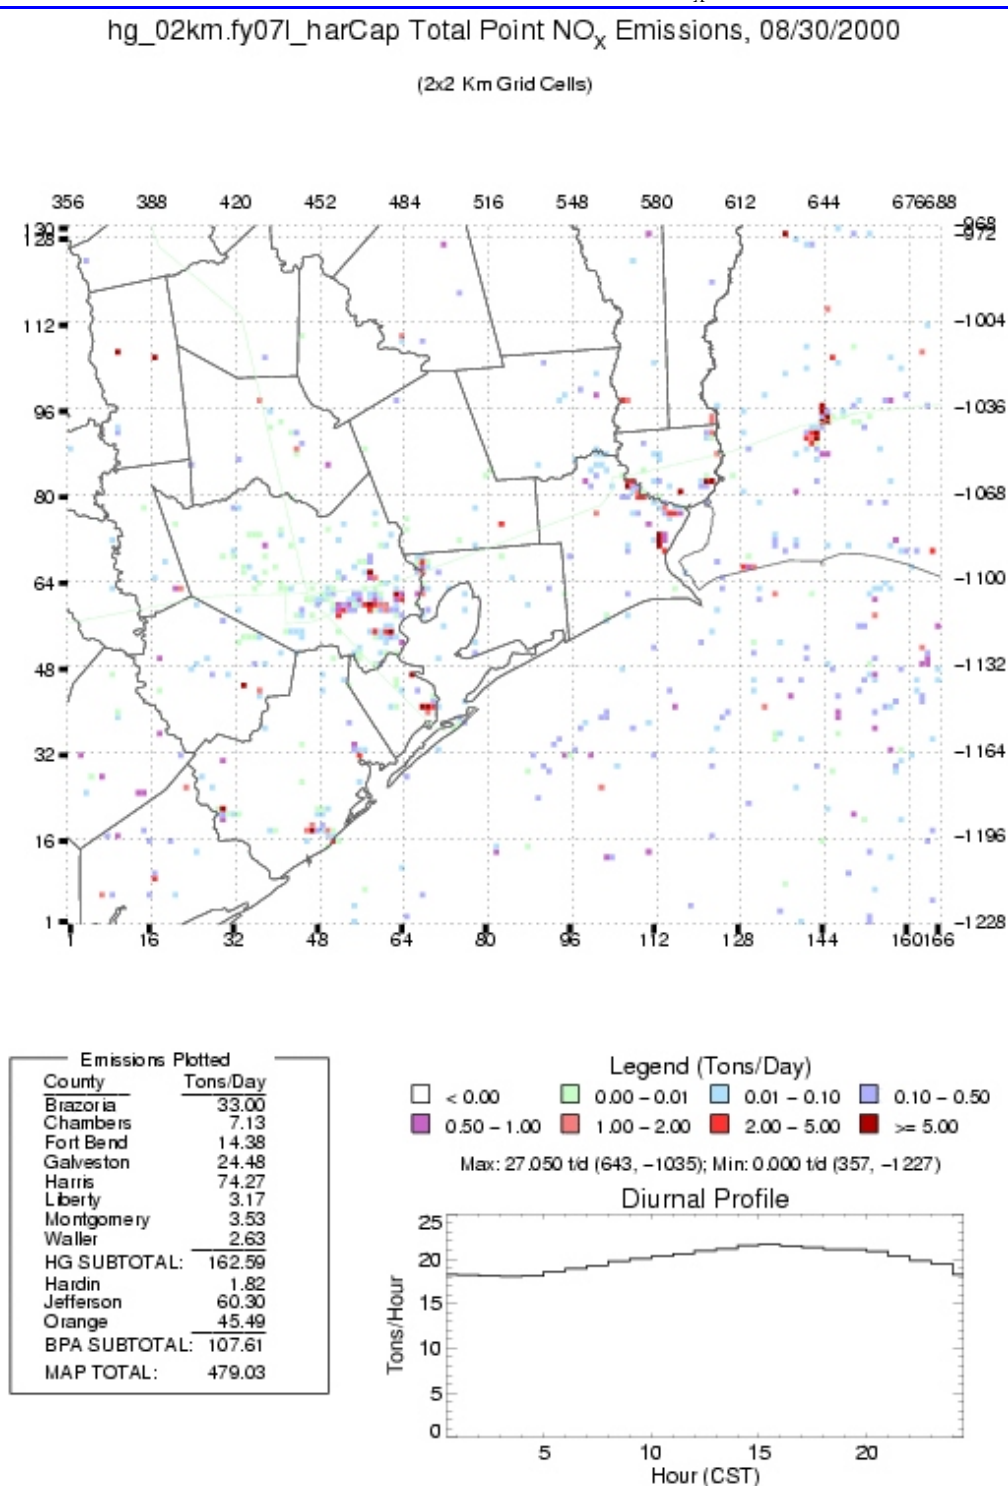 hg_02km.fy07l_harCap Total Point NOx Emissions, 08/30/2000
(2x2 Km Grid Cells)
356 388 420 452 484 516 548 580 612 644 676688
130 -968
128 -972
112 -1004
96 -1036
80 -1068
64 -1100
48 -1132
32 -1164
16 -1196
1 -1228
1 16 32 48 64 80 96 112 128 144 160166
Emissions Plotted
County Tons/Day
Brazoria 33.00
Chambers 7.13
Fort Bend 14.38
Galveston 24.48
Harris 74.27
Liberty 3.17
Montgomery 3.53
Waller 2.63
HG SUBTOTAL: 162.59
Hardin 1.82
Jefferson 60.30
Orange 45.49
BPA SUBTOTAL: 107.61
MAP TOTAL: 479.03
Legend (Tons/Day)
< 0.00 0.00 - 0.01 0.01 - 0.10 0.10 - 0.50
0.50 - 1.00 1.00 - 2.00 2.00 - 5.00 >= 5.00
Max: 27.050 t/d (643, -1035); Min: 0.000 t/d (357, -1227)
Diurnal Profile
Tons/Hour
25
20
15
10
5
0
5 10 15 20
Hour (CST)